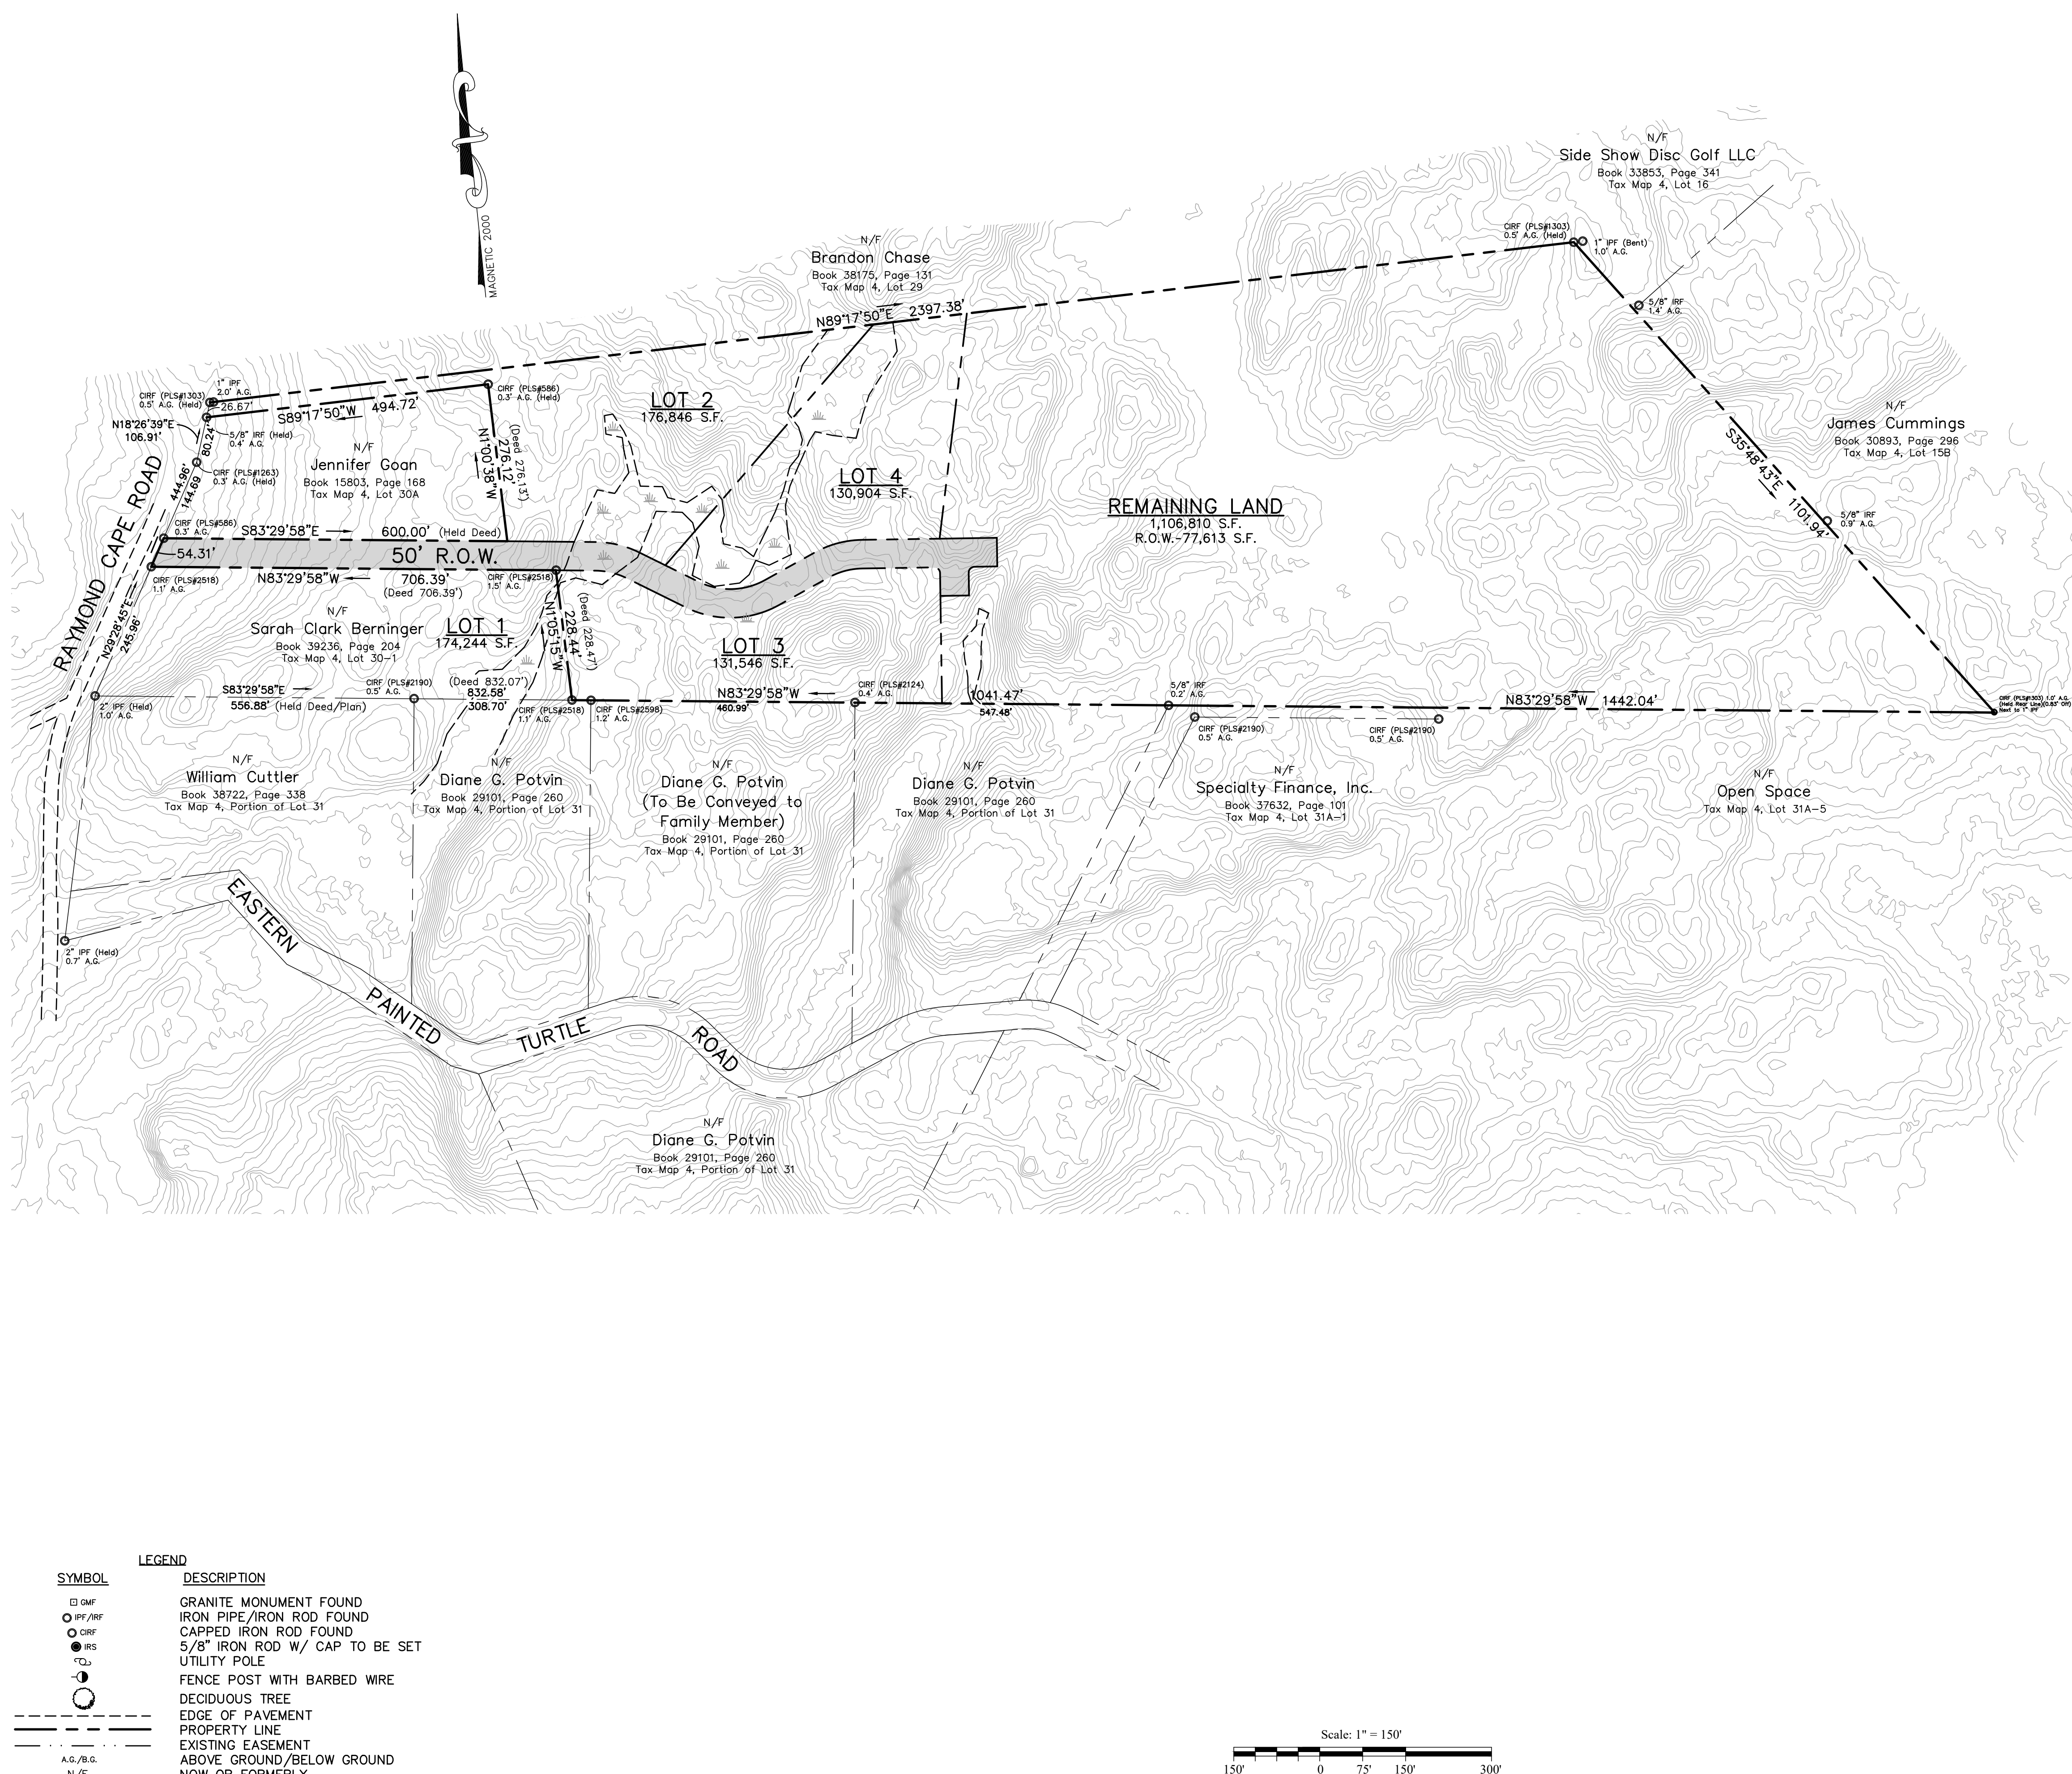 MAGNETIC 2000
N/F
Side Show Disc Golf LLC
Book 33853, Page 341
Tax Map 4, Lot 16
CIRF (PLS#1303)
0.5' A.G. (Held)
1" IPF (Bent)
1.0' A.G.
5/8" IRF
1.4' A.G.
N/F
Brandon Chase
Book 38175, Page 131
Tax Map 4, Lot 29
N89°17'50"E 2397.38'
1" IPF
2.0' A.G.
CIRF (PLS#1303)
0.5' A.G. (Held)
26.67'
S89°17'50"W 494.72'
CIRF (PLS#586)
0.3' A.G. (Held)
N18°26'39"E
106.91'
80.24'
5/8" IRF (Held)
0.4' A.G.
CIRF (PLS#1263)
0.3' A.G. (Held)
N/F
Jennifer Goan
Book 15803, Page 168
Tax Map 4, Lot 30A
N1°00'38"W
276.12'
(Deed 276.13')
LOT 2
176,846 S.F.
LOT 4
130,904 S.F.
REMAINING LAND
1,106,810 S.F.
R.O.W.-77,613 S.F.
N/F
James Cummings
Book 30893, Page 296
Tax Map 4, Lot 15B
S35°48'43"E
1101.94'
5/8" IRF
0.9' A.G.
RAYMOND CAPE ROAD
444.96'
144.69
CIRF (PLS#586)
0.3' A.G.
S83°29'58"E
600.00' (Held Deed)
54.31'
50' R.O.W.
CIRF (PLS#2518)
1.1' A.G.
N83°29'58"W
706.39'
(Deed 706.39')
CIRF (PLS#2518)
1.5' A.G.
N29°28'45"E
245.96'
N/F
Sarah Clark Berninger
Book 39236, Page 204
Tax Map 4, Lot 30-1
LOT 1
174,244 S.F.
N1°05'15"W
228.44'
(Deed 228.47')
LOT 3
131,546 S.F.
S83°29'58"E
556.88' (Held Deed/Plan)
2" IPF (Held)
1.0' A.G.
CIRF (PLS#2190)
0.5' A.G.
(Deed 832.07')
832.58'
308.70'
CIRF (PLS#2518)
1.1' A.G.
CIRF (PLS#2598)
1.2' A.G.
N83°29'58"W
460.99'
CIRF (PLS#2124)
0.4' A.G.
1041.47'
547.48'
5/8" IRF
0.2' A.G.
CIRF (PLS#2190)
0.5' A.G.
CIRF (PLS#2190)
0.5' A.G.
N83°29'58"W 1442.04'
CIRF (PLS#1303) 1.0' A.G.
(Held Rear Line)(0.83' Off)
Next to 1" IPF
N/F
William Cuttler
Book 38722, Page 338
Tax Map 4, Portion of Lot 31
N/F
Diane G. Potvin
Book 29101, Page 260
Tax Map 4, Portion of Lot 31
N/F
Diane G. Potvin
(To Be Conveyed to
Family Member)
Book 29101, Page 260
Tax Map 4, Portion of Lot 31
N/F
Diane G. Potvin
Book 29101, Page 260
Tax Map 4, Portion of Lot 31
N/F
Specialty Finance, Inc.
Book 37632, Page 101
Tax Map 4, Lot 31A-1
N/F
Open Space
Tax Map 4, Lot 31A-5
2" IPF (Held)
0.7' A.G.
EASTERN
PAINTED
TURTLE
ROAD
N/F
Diane G. Potvin
Book 29101, Page 260
Tax Map 4, Portion of Lot 31
LEGEND
SYMBOL DESCRIPTION
GMF GRANITE MONUMENT FOUND
IPF/IRF IRON PIPE/IRON ROD FOUND
CIRF CAPPED IRON ROD FOUND
IRS 5/8" IRON ROD W/ CAP TO BE SET
UTILITY POLE
FENCE POST WITH BARBED WIRE
DECIDUOUS TREE
EDGE OF PAVEMENT
PROPERTY LINE
EXISTING EASEMENT
A.G./B.G. ABOVE GROUND/BELOW GROUND
N/F NOW OR FORMERLY
Scale: 1" = 150'
150' 0 75' 150' 300'